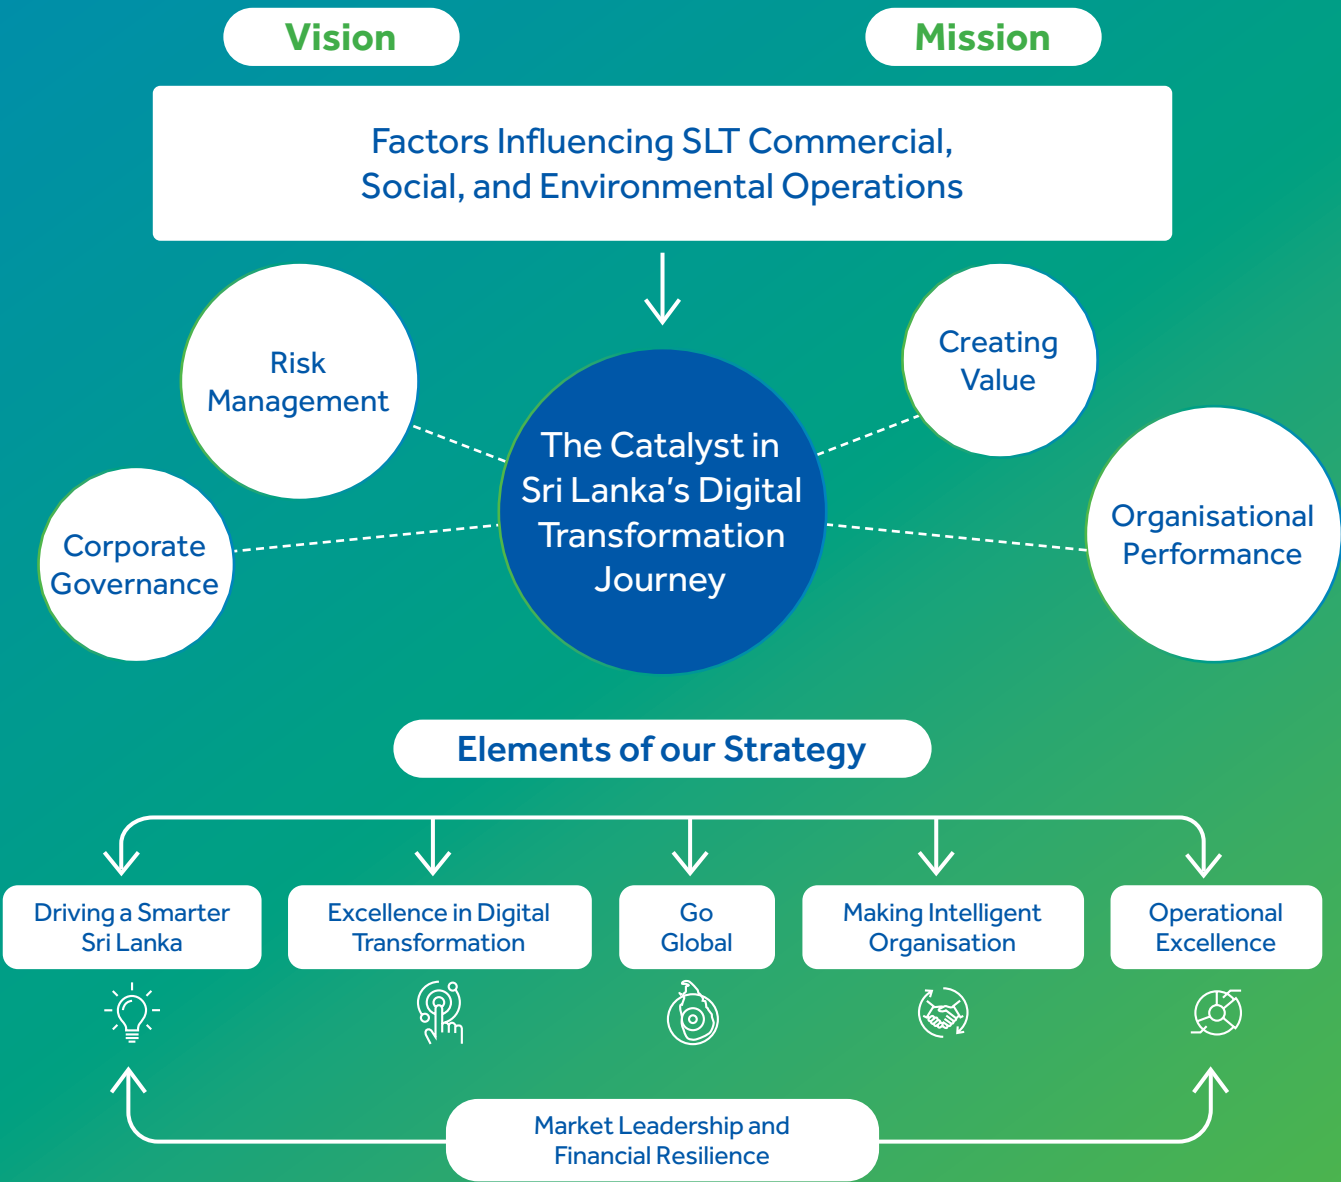 Vision
Mission
Factors Influencing SLT Commercial,
Social, and Environmental Operations
Risk
Management
Creating
Value
Corporate
Governance
The Catalyst in
Sri Lanka’s Digital
Transformation
Journey
Organisational
Performance
Elements of our Strategy
Driving a Smarter
Sri Lanka
Excellence in Digital
Transformation
Go
Global
Making Intelligent
Organisation
Operational
Excellence
Market Leadership and
Financial Resilience